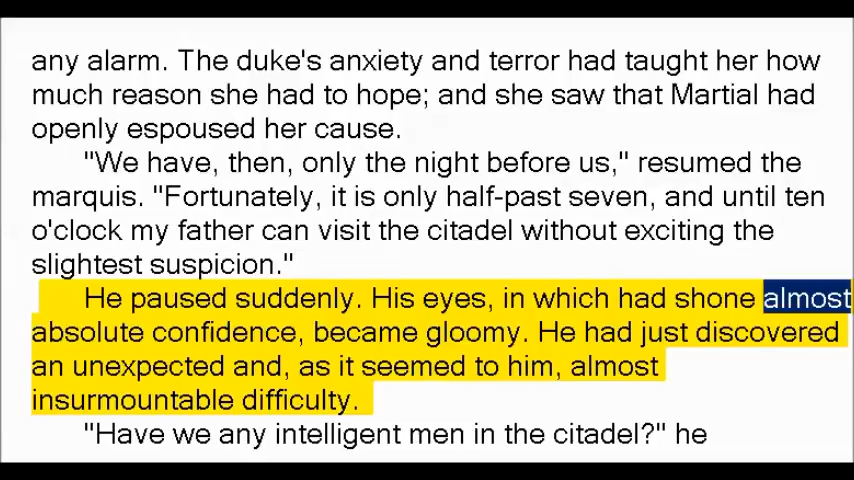 any alarm. The duke's anxiety and terror had taught her how
much reason she had to hope; and she saw that Martial had
openly espoused her cause.
"We have, then, only the night before us," resumed the
marquis. "Fortunately, it is only half-past seven, and until ten
o'clock my father can visit the citadel without exciting the
slightest suspicion."
He paused suddenly. His eyes, in which had shone almost
absolute confidence, became gloomy. He had just discovered
an unexpected and, as it seemed to him, almost
insurmountable difficulty.
"Have we any intelligent men in the citadel?" he